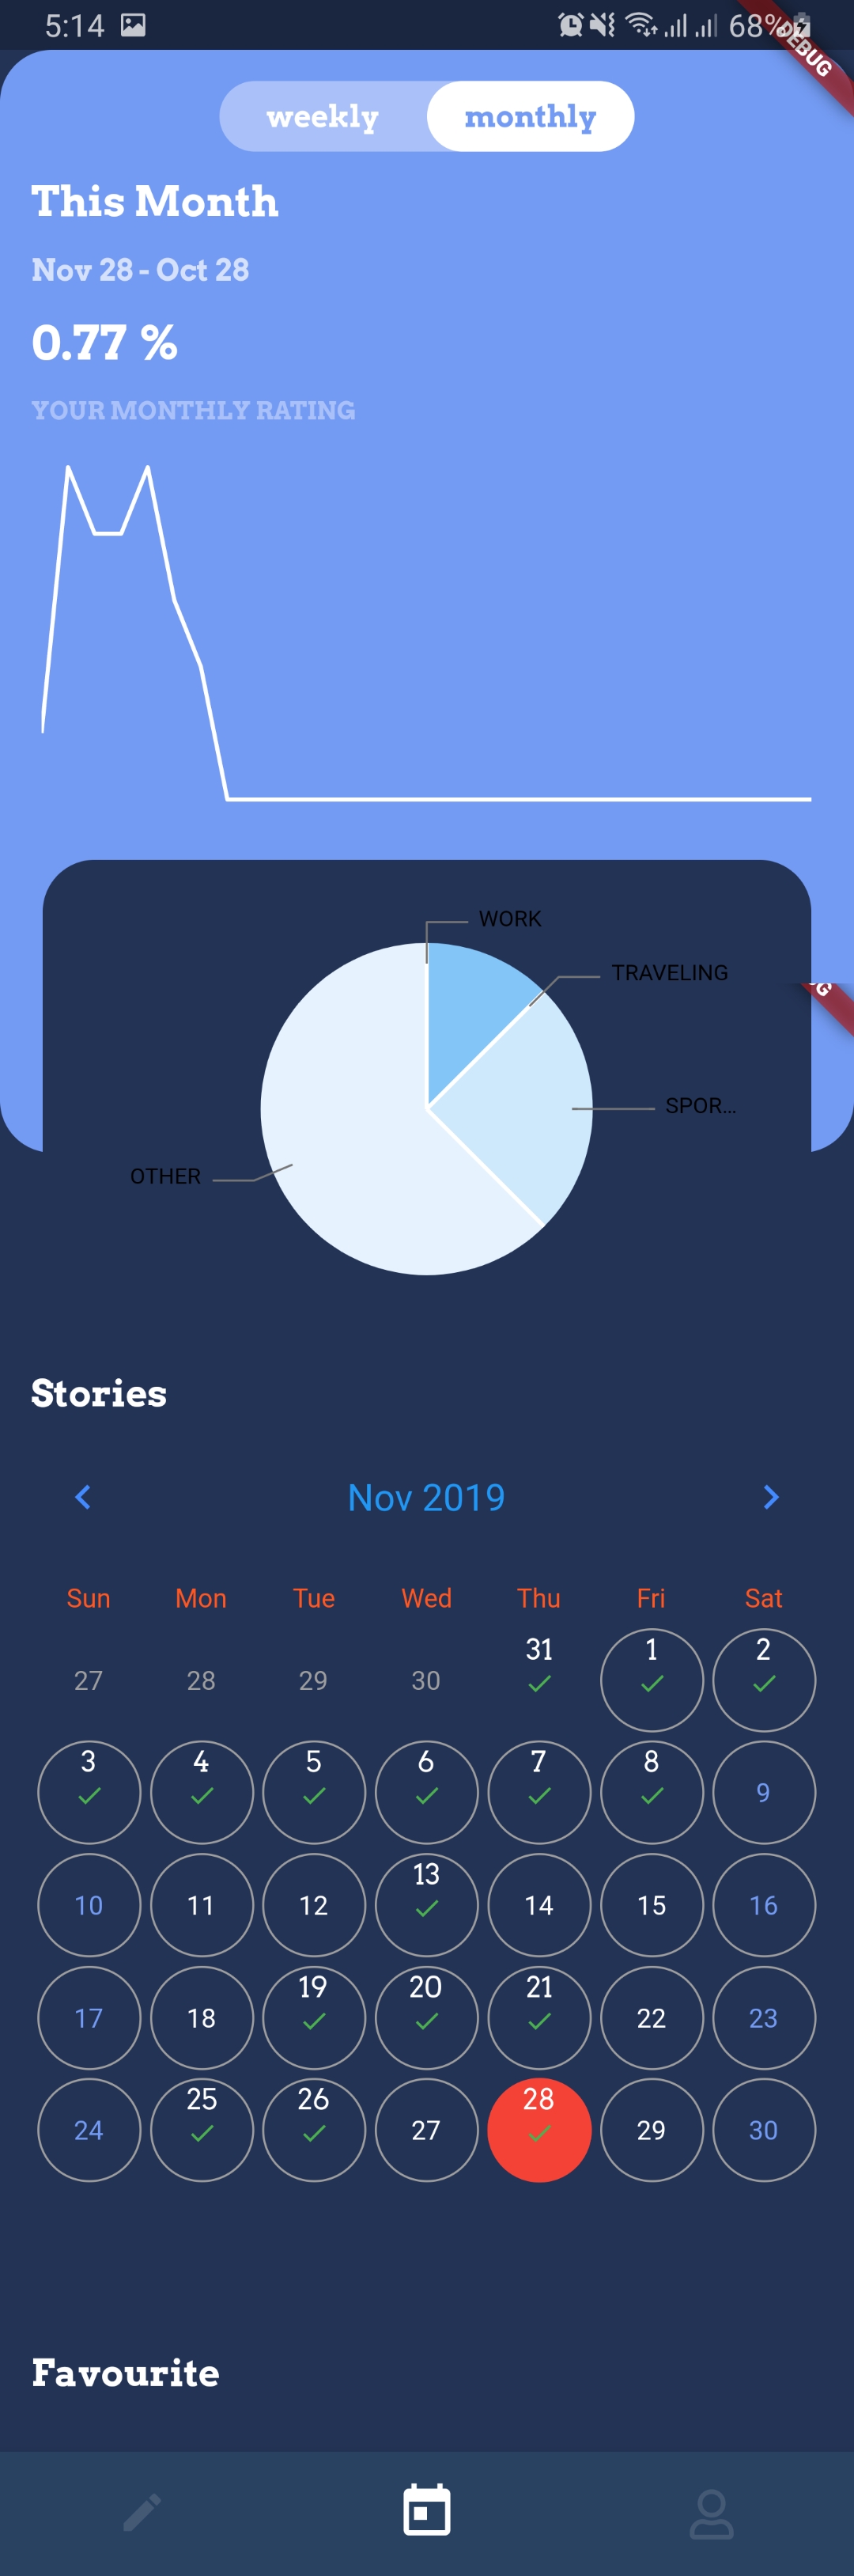 5:14 68%
DEBUG
weekly monthly
This Month
Nov 28 - Oct 28
0.77 %
YOUR MONTHLY RATING
WORK
TRAVELING
SPOR...
OTHER
Stories
Nov 2019
Sun Mon Tue Wed Thu Fri Sat
27 28 29 30 31 1 2
3 4 5 6 7 8 9
10 11 12 13 14 15 16
17 18 19 20 21 22 23
24 25 26 27 28 29 30
Favourite